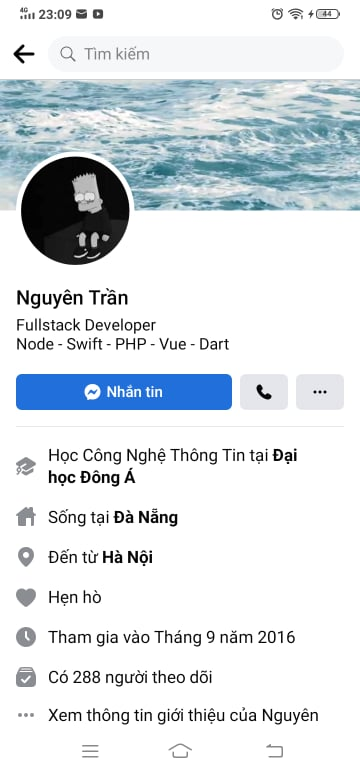 4G 23:09 44
Tìm kiếm
Nguyên Trần
Fullstack Developer
Node - Swift - PHP - Vue - Dart
Nhắn tin
Học Công Nghệ Thông Tin tại Đại
học Đông Á
Sống tại Đà Nẵng
Đến từ Hà Nội
Hẹn hò
Tham gia vào Tháng 9 năm 2016
Có 288 người theo dõi
Xem thông tin giới thiệu của Nguyên